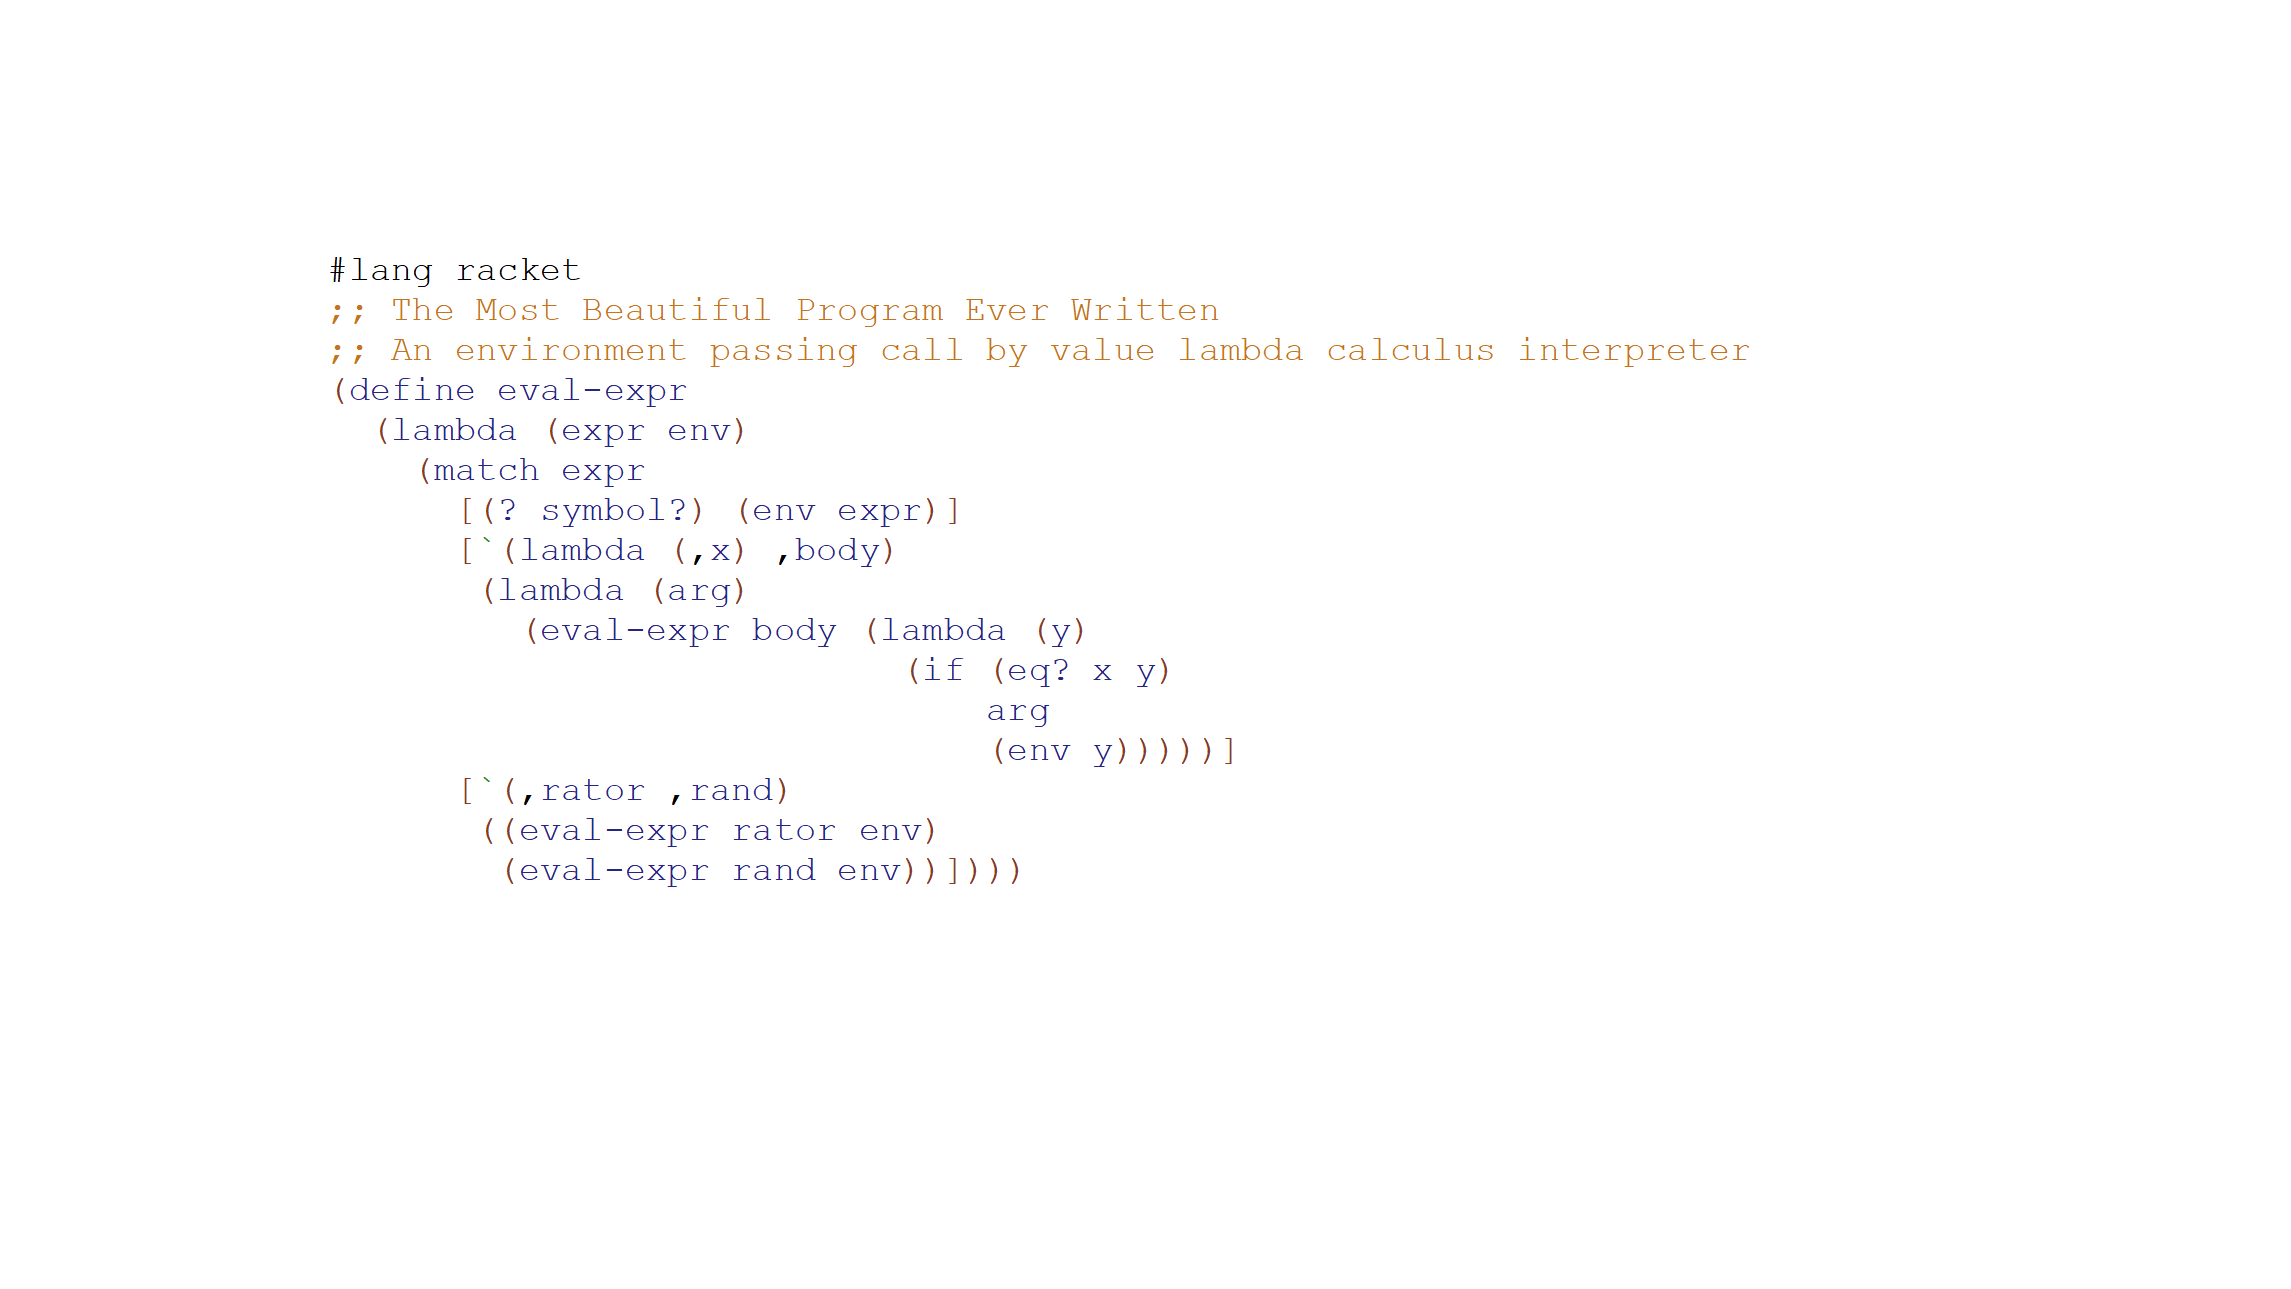 #lang racket
;; The Most Beautiful Program Ever Written
;; An environment passing call by value lambda calculus interpreter
(define eval-expr
  (lambda (expr env)
    (match expr
      [(? symbol?) (env expr)]
      [`(lambda (,x) ,body)
       (lambda (arg)
         (eval-expr body (lambda (y)
                           (if (eq? x y)
                               arg
                               (env y)))))]
      [`(,rator ,rand)
       ((eval-expr rator env)
        (eval-expr rand env))])))